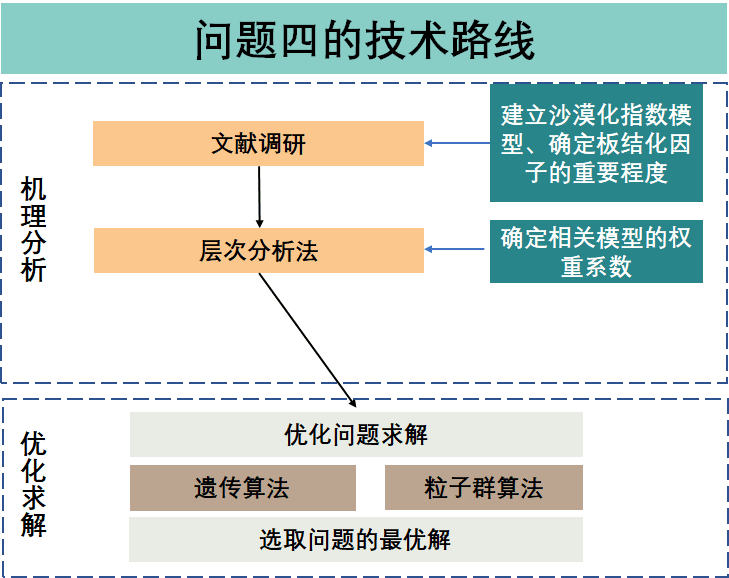 问题四的技术路线
机理分析
文献调研
建立沙漠化指数模
型、确定板结化因
子的重要程度
层次分析法
确定相关模型的权
重系数
优化求解
优化问题求解
遗传算法
粒子群算法
选取问题的最优解